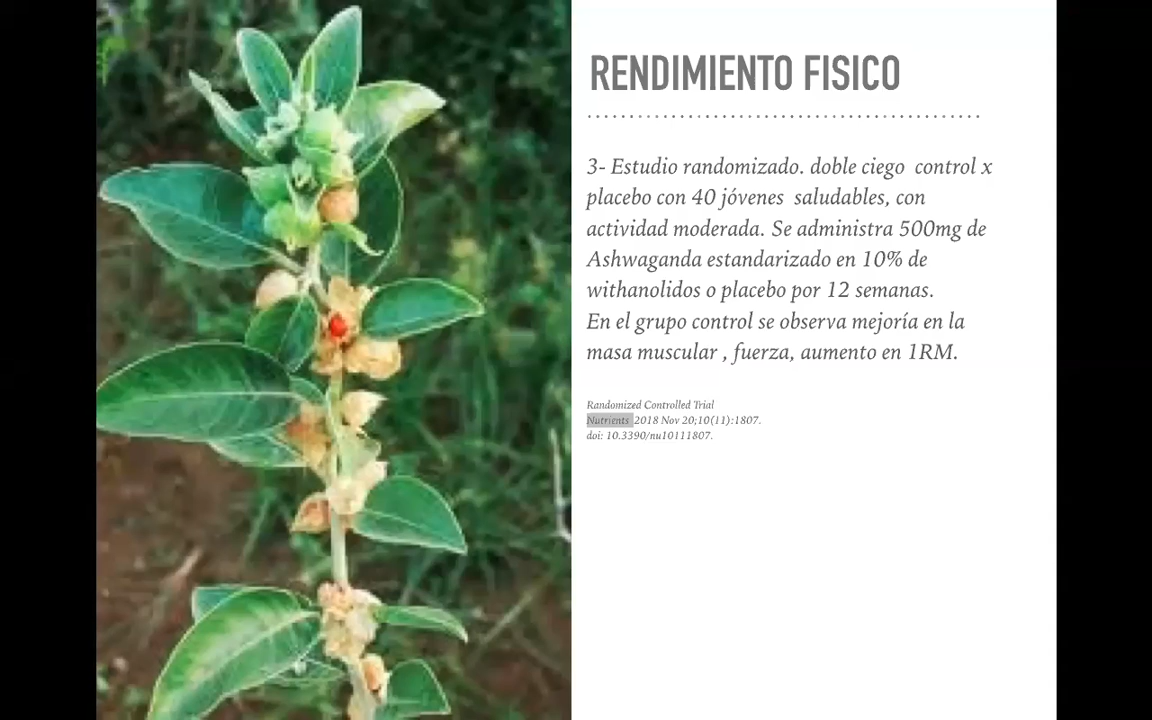 RENDIMIENTO FISICO
3- Estudio randomizado. doble ciego control x
placebo con 40 jóvenes saludables, con
actividad moderada. Se administra 500mg de
Ashwaganda estandarizado en 10% de
withanolidos o placebo por 12 semanas.
En el grupo control se observa mejoría en la
masa muscular , fuerza, aumento en 1RM.
Randomized Controlled Trial
Nutrients 2018 Nov 20;10(11):1807.
doi: 10.3390/nu10111807.